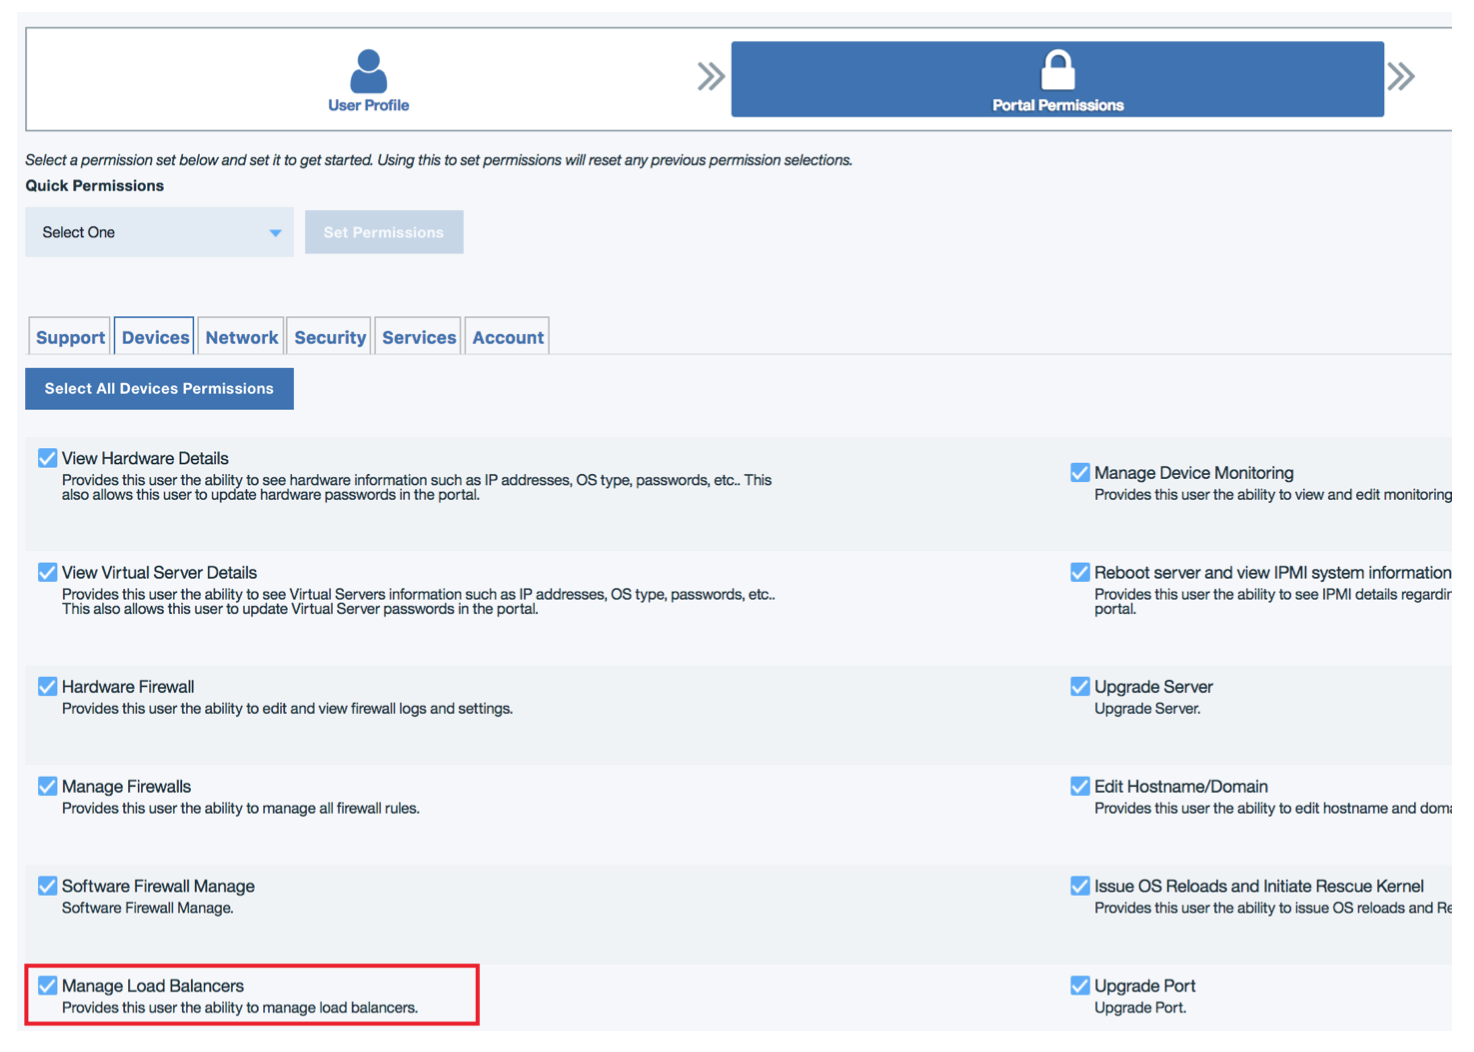 User Profile
Portal Permissions
Select a permission set below and set it to get started. Using this to set permissions will reset any previous permission selections.
Quick Permissions
Select One
Set Permissions
Support
Devices
Network
Security
Services
Account
Select All Devices Permissions
View Hardware Details
Provides this user the ability to see hardware information such as IP addresses, OS type, passwords, etc.. This
also allows this user to update hardware passwords in the portal.
Manage Device Monitoring
Provides this user the ability to view and edit monitoring
View Virtual Server Details
Provides this user the ability to see Virtual Servers information such as IP addresses, OS type, passwords, etc..
This also allows this user to update Virtual Server passwords in the portal.
Reboot server and view IPMI system information
Provides this user the ability to see IPMI details
portal.
Hardware Firewall
Provides this user the ability to edit and view firewall logs and settings.
Upgrade Server
Upgrade Server.
Manage Firewalls
Provides this user the ability to manage all firewall rules.
Edit Hostname/Domain
Provides this user the ability to edit hostname and
Software Firewall Manage
Software Firewall Manage.
Issue OS Reloads and Initiate Rescue Kernel
Provides this user the ability to issue OS reloads and
Manage Load Balancers
Provides this user the ability to manage load balancers.
Upgrade Port
Upgrade Port.